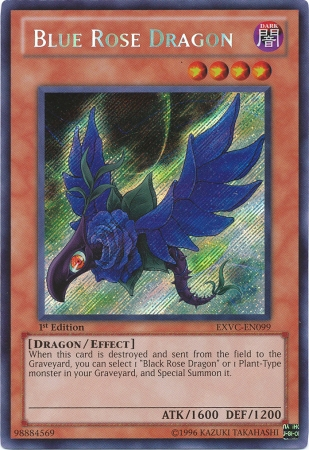 BLUE ROSE DRAGON
DARK
闇
1st Edition
EXVC-EN099
[DRAGON/EFFECT]
When this card is destroyed and sent from the field to the
Graveyard, you can select 1 "Black Rose Dragon" or 1 Plant-Type
monster in your Graveyard, and Special Summon it.
ATK/1600 DEF/1200
98884569
©1996 KAZUKI TAKAHASHI